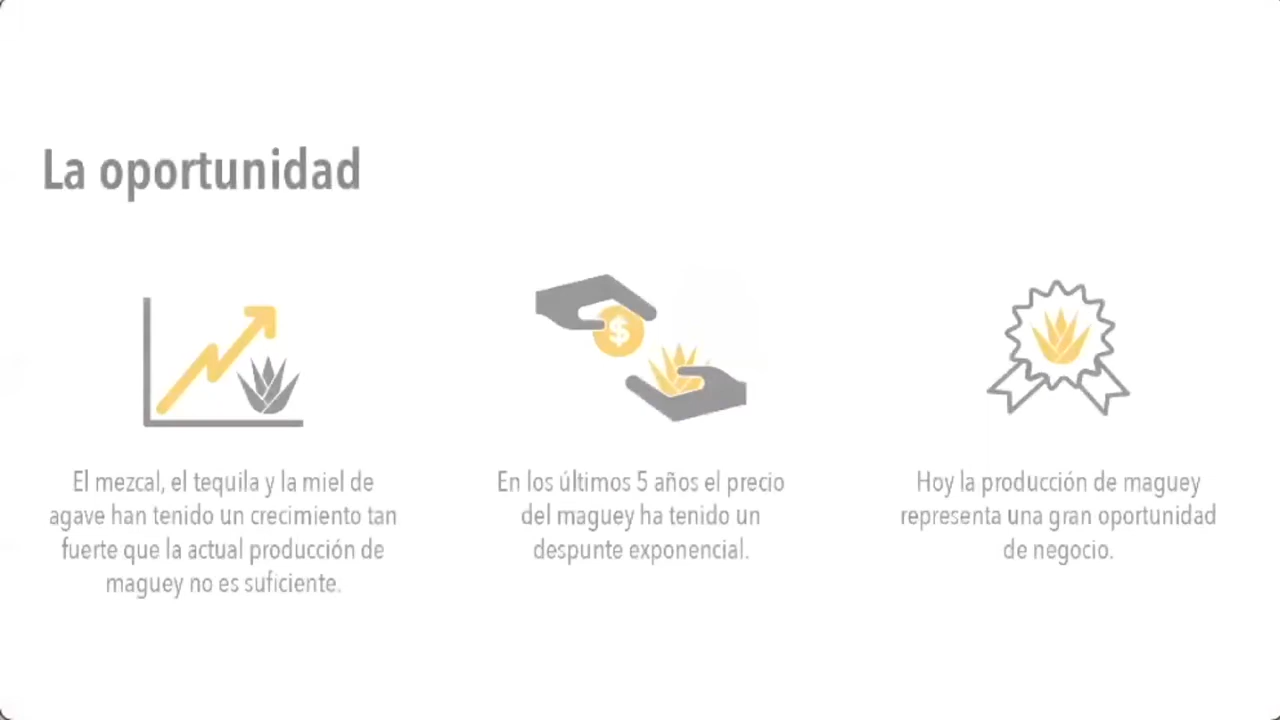 La oportunidad
$
El mezcal, el tequila y la miel de
agave han tenido un crecimiento tan
fuerte que la actual producción de
maguey no es suficiente.
En los últimos 5 años el precio
del maguey ha tenido un
despunte exponencial.
Hoy la producción de maguey
representa una gran oportunidad
de negocio.